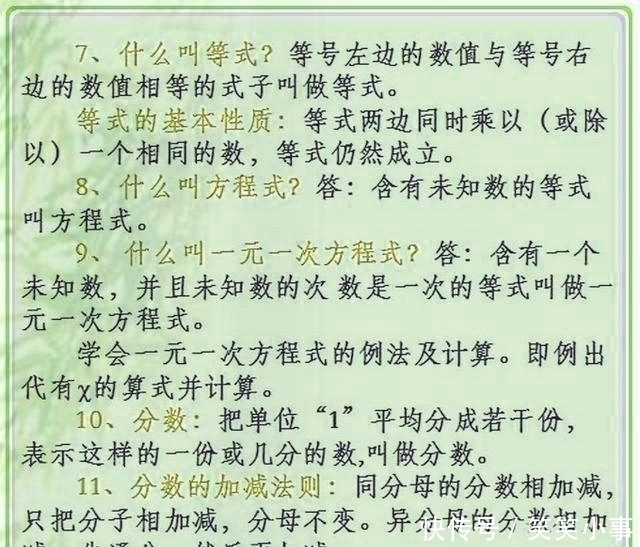 7、什么叫等式？等号左边的数值与等号右
边的数值相等的式子叫做等式。
等式的基本性质：等式两边同时乘以（或除
以）一个相同的数，等式仍然成立。
8、什么叫方程式？答：含有未知数的等式
叫方程式。
9、什么叫一元一次方程式？答：含有一个
未知数，并且未知数的次 数是一次的等式叫做一
元一次方程式。
学会一元一次方程式的例法及计算。即例出
代有χ的算式并计算。
10、分数：把单位“1”平均分成若干份，
表示这样的一份或几分的数,叫做分数。
11、分数的加减法则：同分母的分数相加减，
只把分子相加减，分母不变。异分母的分数相加
快传号 / 笑笑小事